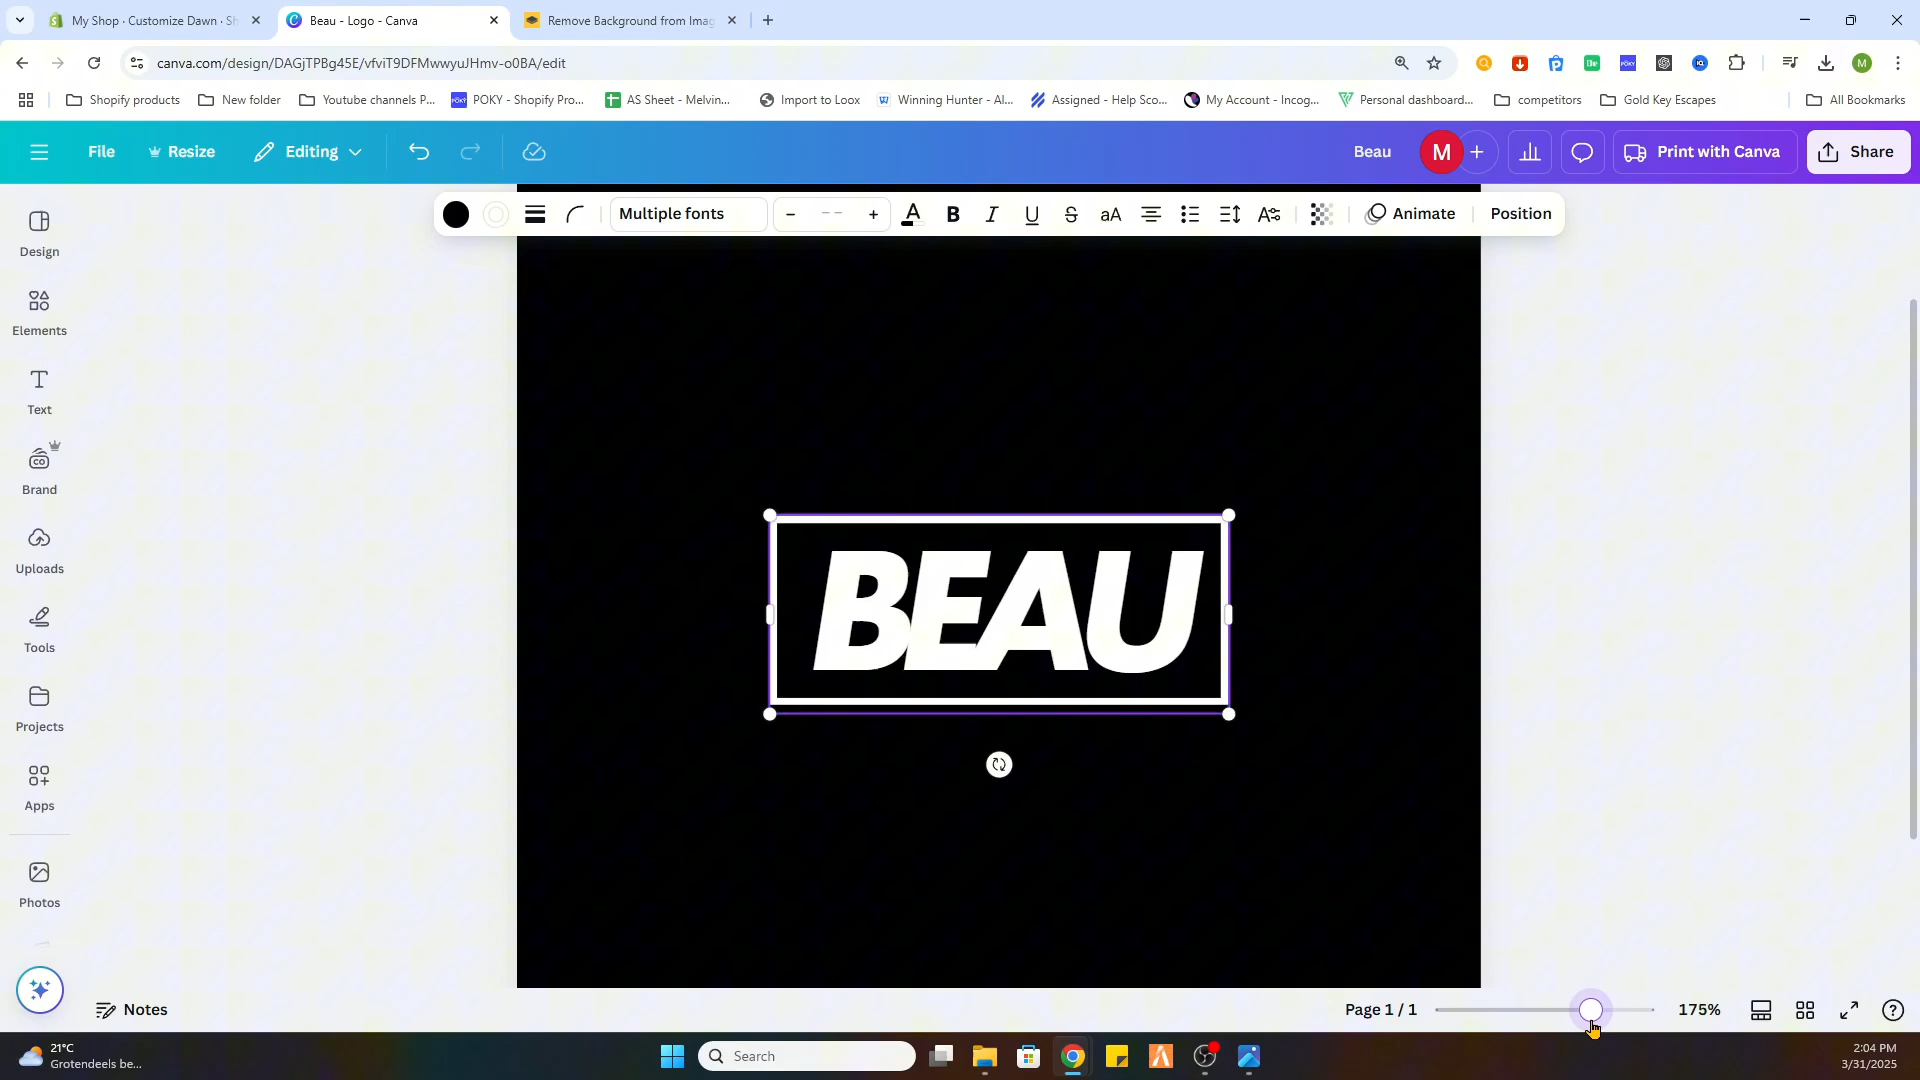 My Shop · Customize Dawn · Sh
Beau - Logo - Canva
Remove Background from Imag
canva.com/design/DAGjTPBg45E/vfviT9DFMwwyuJHmv-o0BA/edit
Shopify products
New folder
Youtube channels P...
POKY - Shopify Pro...
AS Sheet - Melvin...
Import to Loox
Winning Hunter - AI...
Assigned - Help Sco...
My Account - Incog...
Personal dashboard...
competitors
Gold Key Escapes
All Bookmarks
File
Resize
Editing
Beau
M
Print with Canva
Share
Multiple fonts
Animate
Position
Design
Elements
Text
Brand
Uploads
Tools
Projects
Apps
Photos
BEAU
Notes
Page 1 / 1
175%
21°C
Grotendeels be...
Search
2:04 PM
3/31/2025